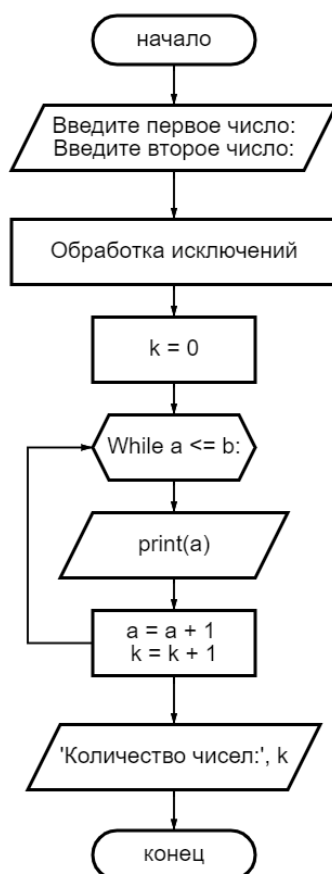 начало
Введите первое число:
Введите второе число:
Обработка исключений
k = 0
While a <= b:
print(a)
a = a + 1
k = k + 1
'Количество чисел:', k
конец